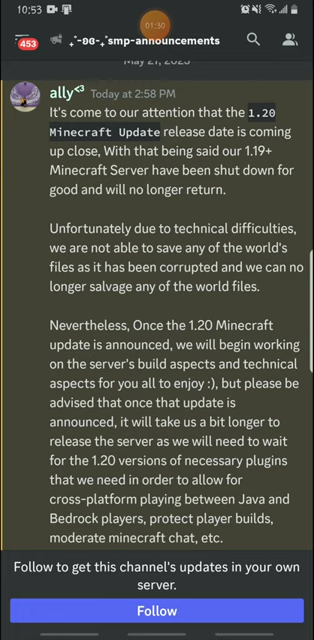 10:53
01:30
453
₊˚-ʚɞ-₊˚smp-announcements
May 21, 2023
ally<3 Today at 2:58 PM
It's come to our attention that the 1.20
Minecraft Update release date is coming
up close, With that being said our 1.19+
Minecraft Server have been shut down for
good and will no longer return.
Unfortunately due to technical difficulties,
we are not able to save any of the world's
files as it has been corrupted and we can no
longer salvage any of the world files.
Nevertheless, Once the 1.20 Minecraft
update is announced, we will begin working
on the server's build aspects and technical
aspects for you all to enjoy :), but please be
advised that once that update is
announced, it will take us a bit longer to
release the server as we will need to wait
for the 1.20 versions of necessary plugins
that we need in order to allow for
cross-platform playing between Java and
Bedrock players, protect player builds,
moderate minecraft chat, etc.
Follow to get this channel's updates in your own
server.
Follow